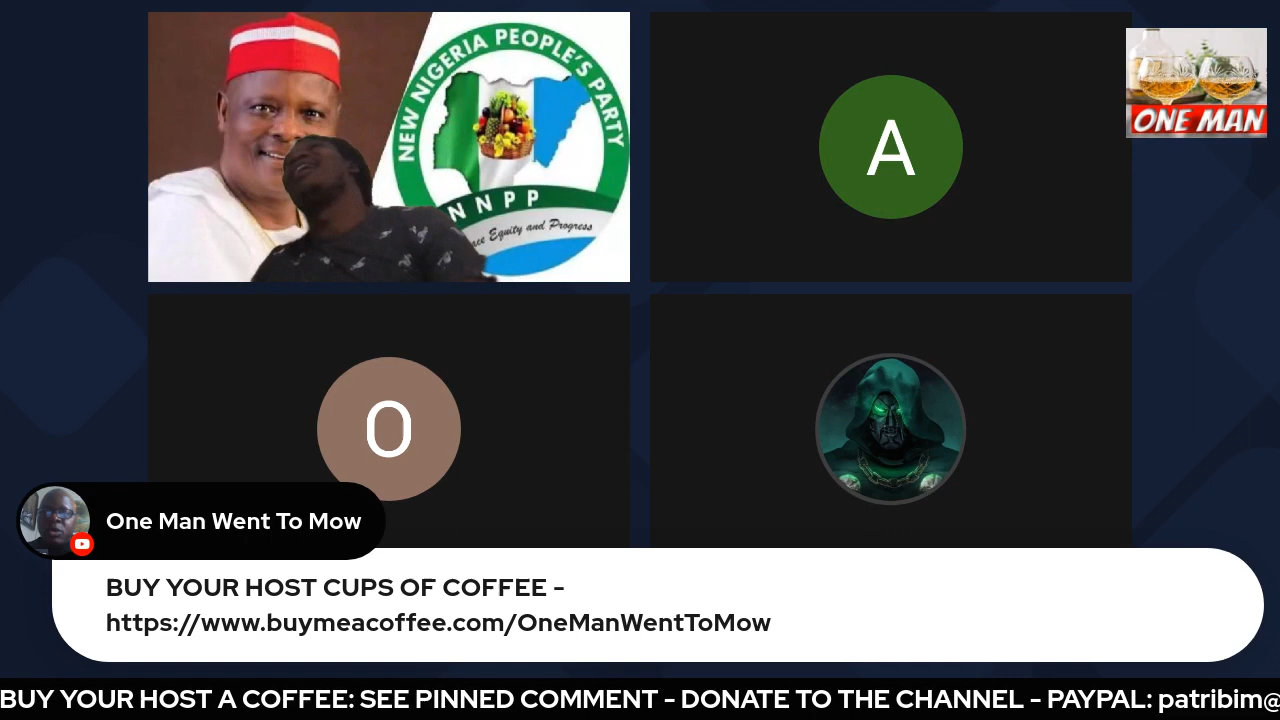 NEW NIGERIA PEOPLE'S PARTY
NNPP
ace Equity and Progress
A
ONE MAN
O
One Man Went To Mow
BUY YOUR HOST CUPS OF COFFEE -
https://www.buymeacoffee.com/OneManWentToMow
BUY YOUR HOST A COFFEE: SEE PINNED COMMENT - DONATE TO THE CHANNEL - PAYPAL: patribim@